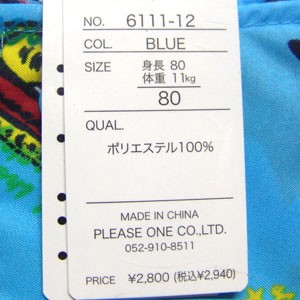 NO. 6111-12
COL. BLUE
SIZE 身長 80
体重 11kg
80
QUAL.
ポリエステル100%
MADE IN CHINA
PLEASE ONE CO.,LTD.
052-910-8511
PRICE ¥2,800 (税込¥2,940)